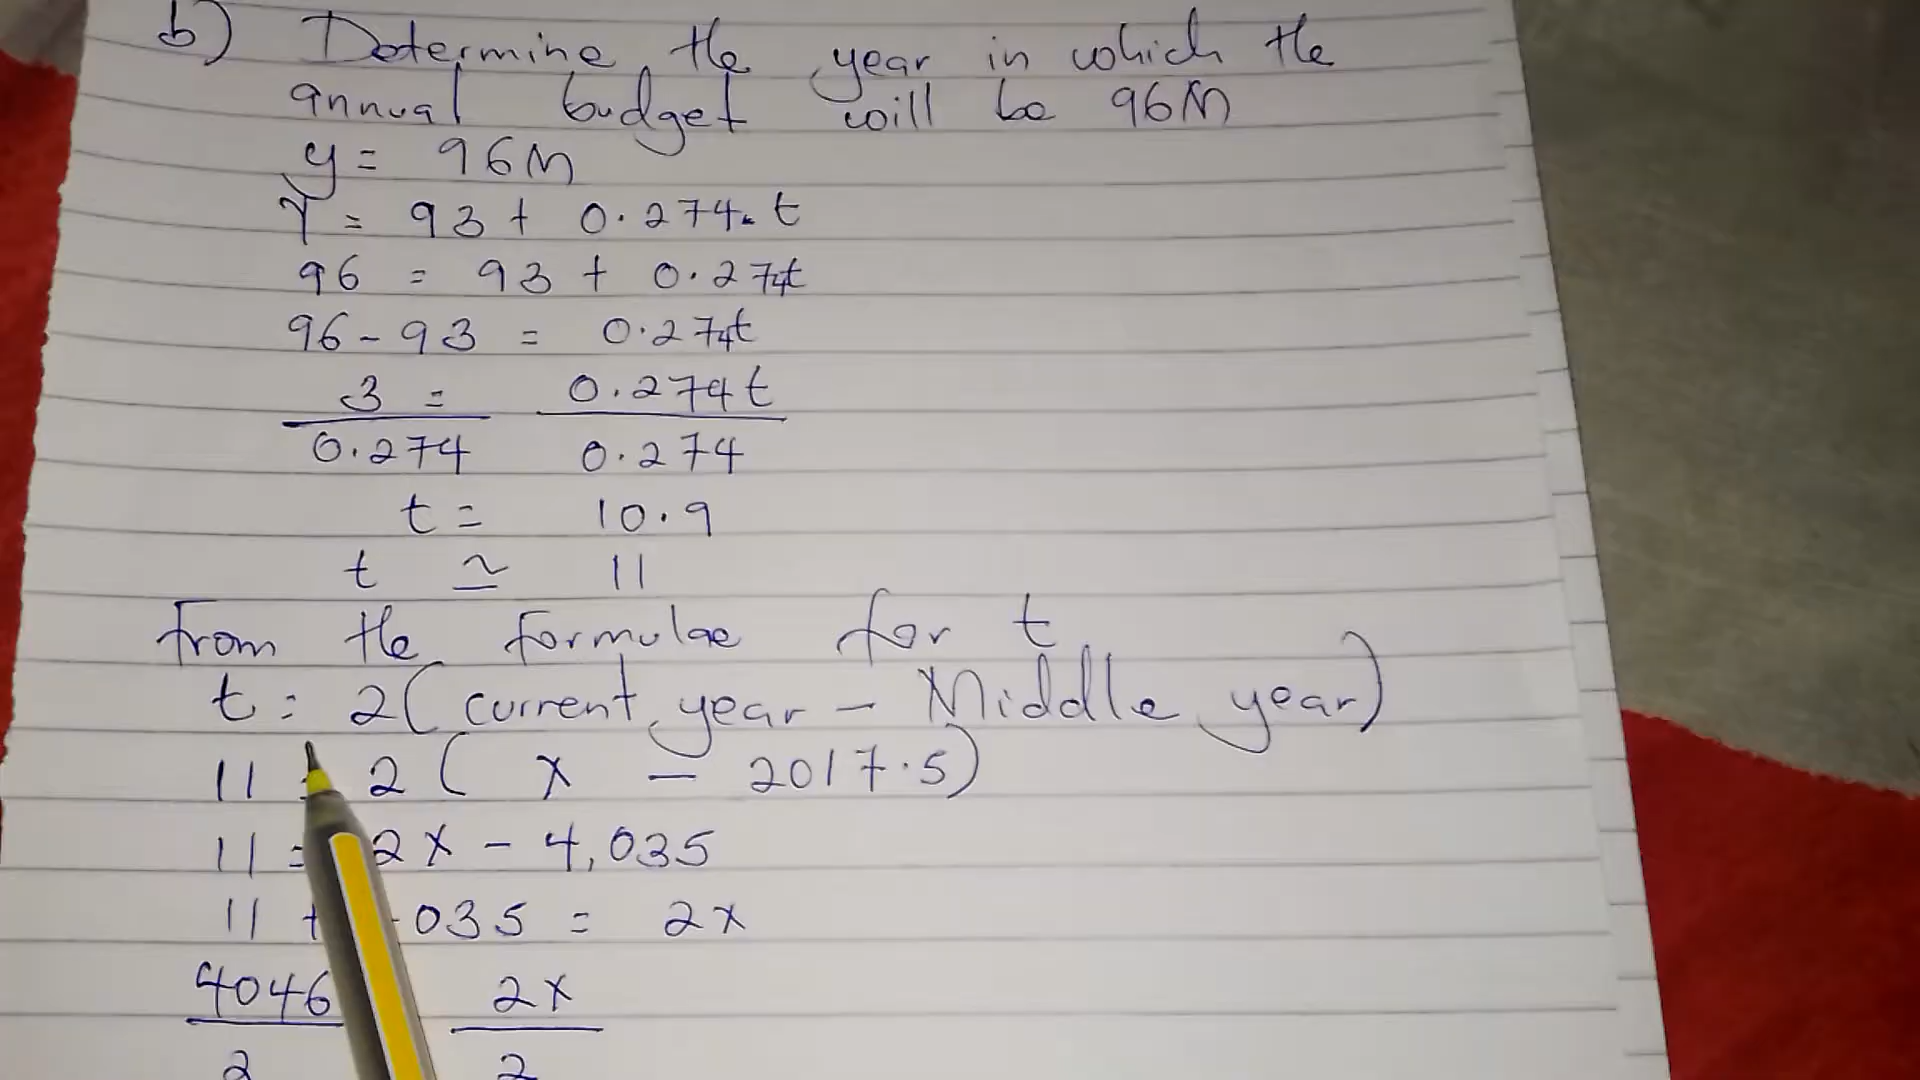 b) Determine the year in which the
annual budget will be 96M
y = 96M
Y = 93 + 0.274. t
96 = 93 + 0.274t
96 - 93 = 0.274t
3 = 0.274t
0.274 0.274
t = 10.9
t ≃ 11
From the formulae for t
t = 2(current year - Middle year)
11 = 2( x - 2017.5)
11 = 2x - 4,035
11 + 035 = 2x
4046 2x
2 2